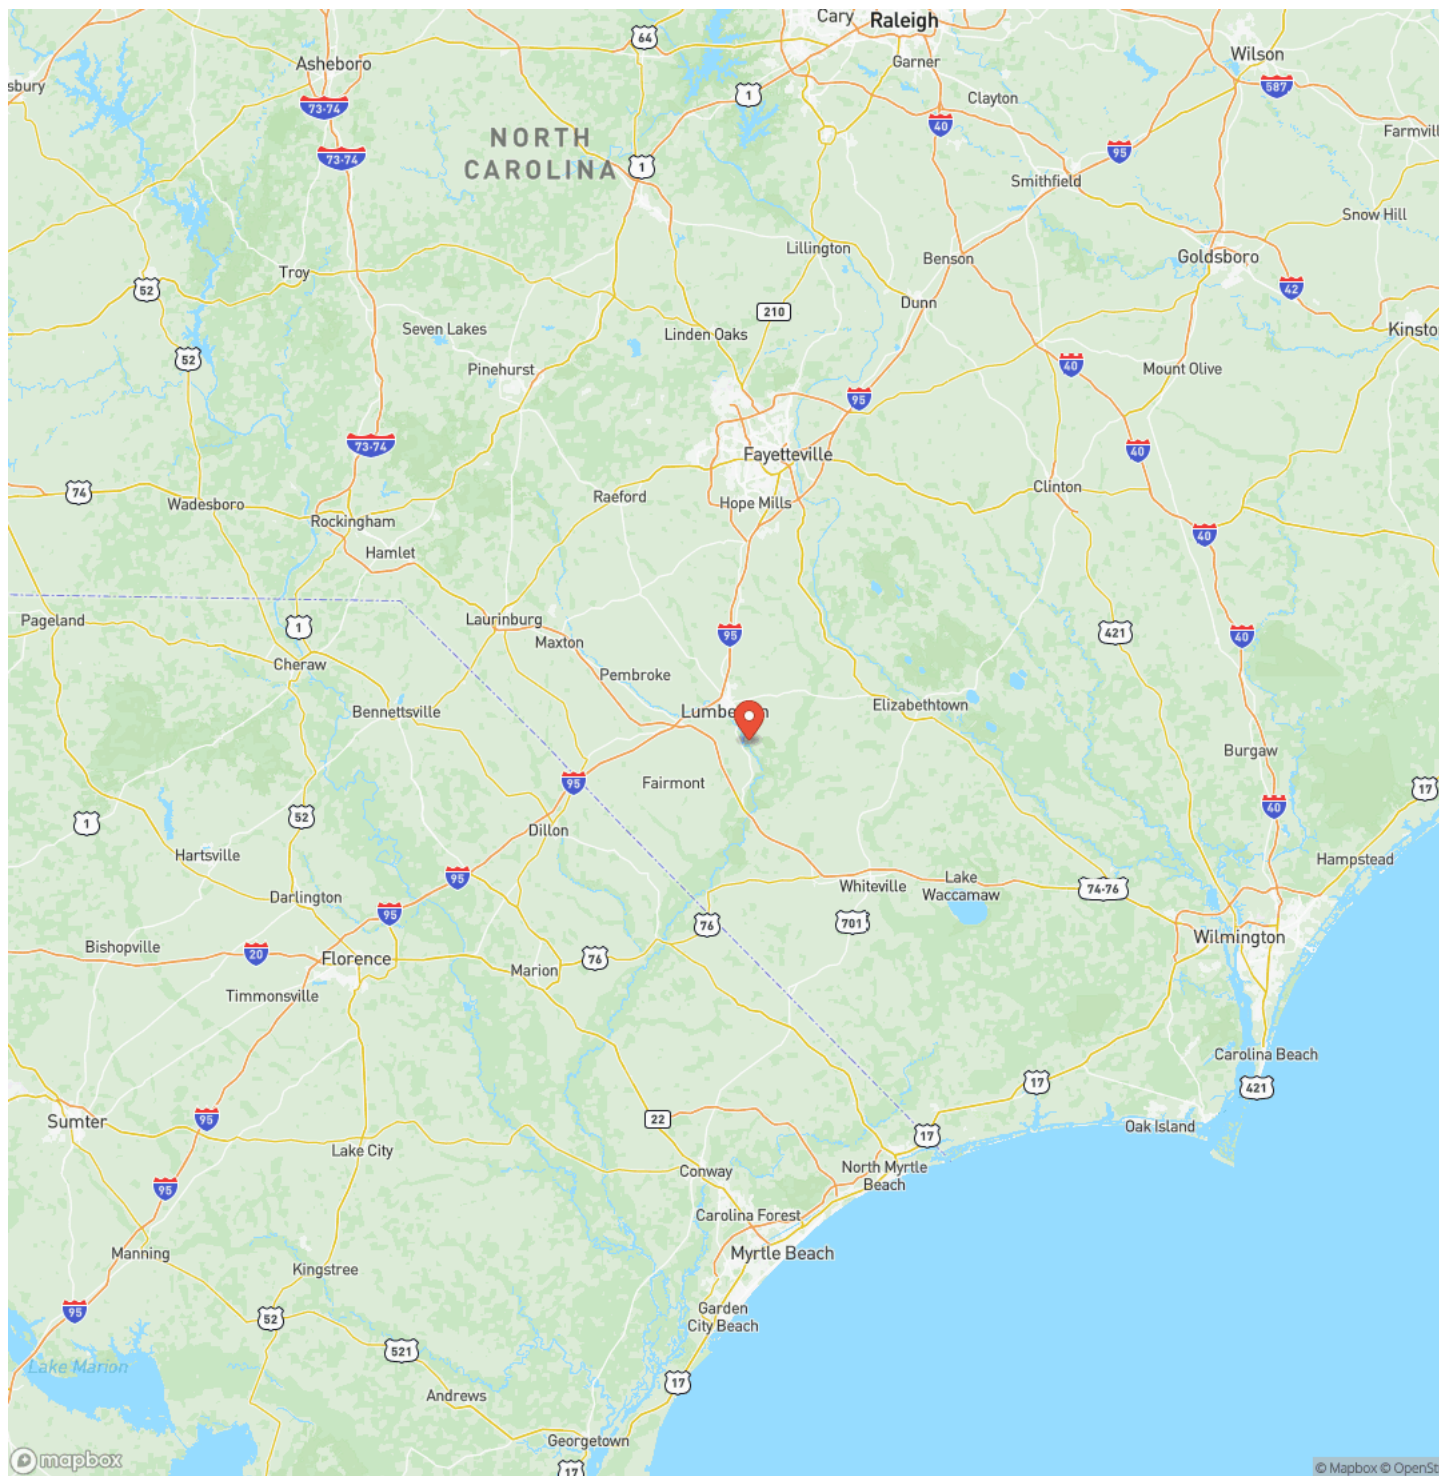 Cary
Raleigh
64
Asheboro
Wilson
Garner
sbury
73-74
1
587
Clayton
40
Farmvill
NORTH
CAROLINA
73-74
1
95
Smithfield
Snow Hill
Lillington
Benson
Goldsboro
Troy
52
42
Dunn
210
Seven Lakes
Linden Oaks
Kinsto
52
40
Mount Olive
Pinehurst
95
73-74
40
Fayetteville
74
Clinton
Raeford
Wadesboro
Hope Mills
Rockingham
40
Hamlet
Pageland
1
Laurinburg
95
421
40
Maxton
Cheraw
Pembroke
Bennettsville
Elizabethtown
Burgaw
95
Fairmont
17
40
1
52
Dillon
Hartsville
Hampstead
95
Whiteville
Lake
Waccamaw
74-76
Darlington
95
76
701
Wilmington
Bishopville
20
Florence
76
Marion
Timmonsville
Carolina Beach
17
421
Sumter
95
22
Oak Island
17
Lake City
Conway
North Myrtle
Beach
95
Carolina Forest
Manning
Myrtle Beach
Kingstree
95
52
Garden
City Beach
521
Lake Marion
17
Andrews
Georgetown
mapbox
17
© Mapbox © OpenSt